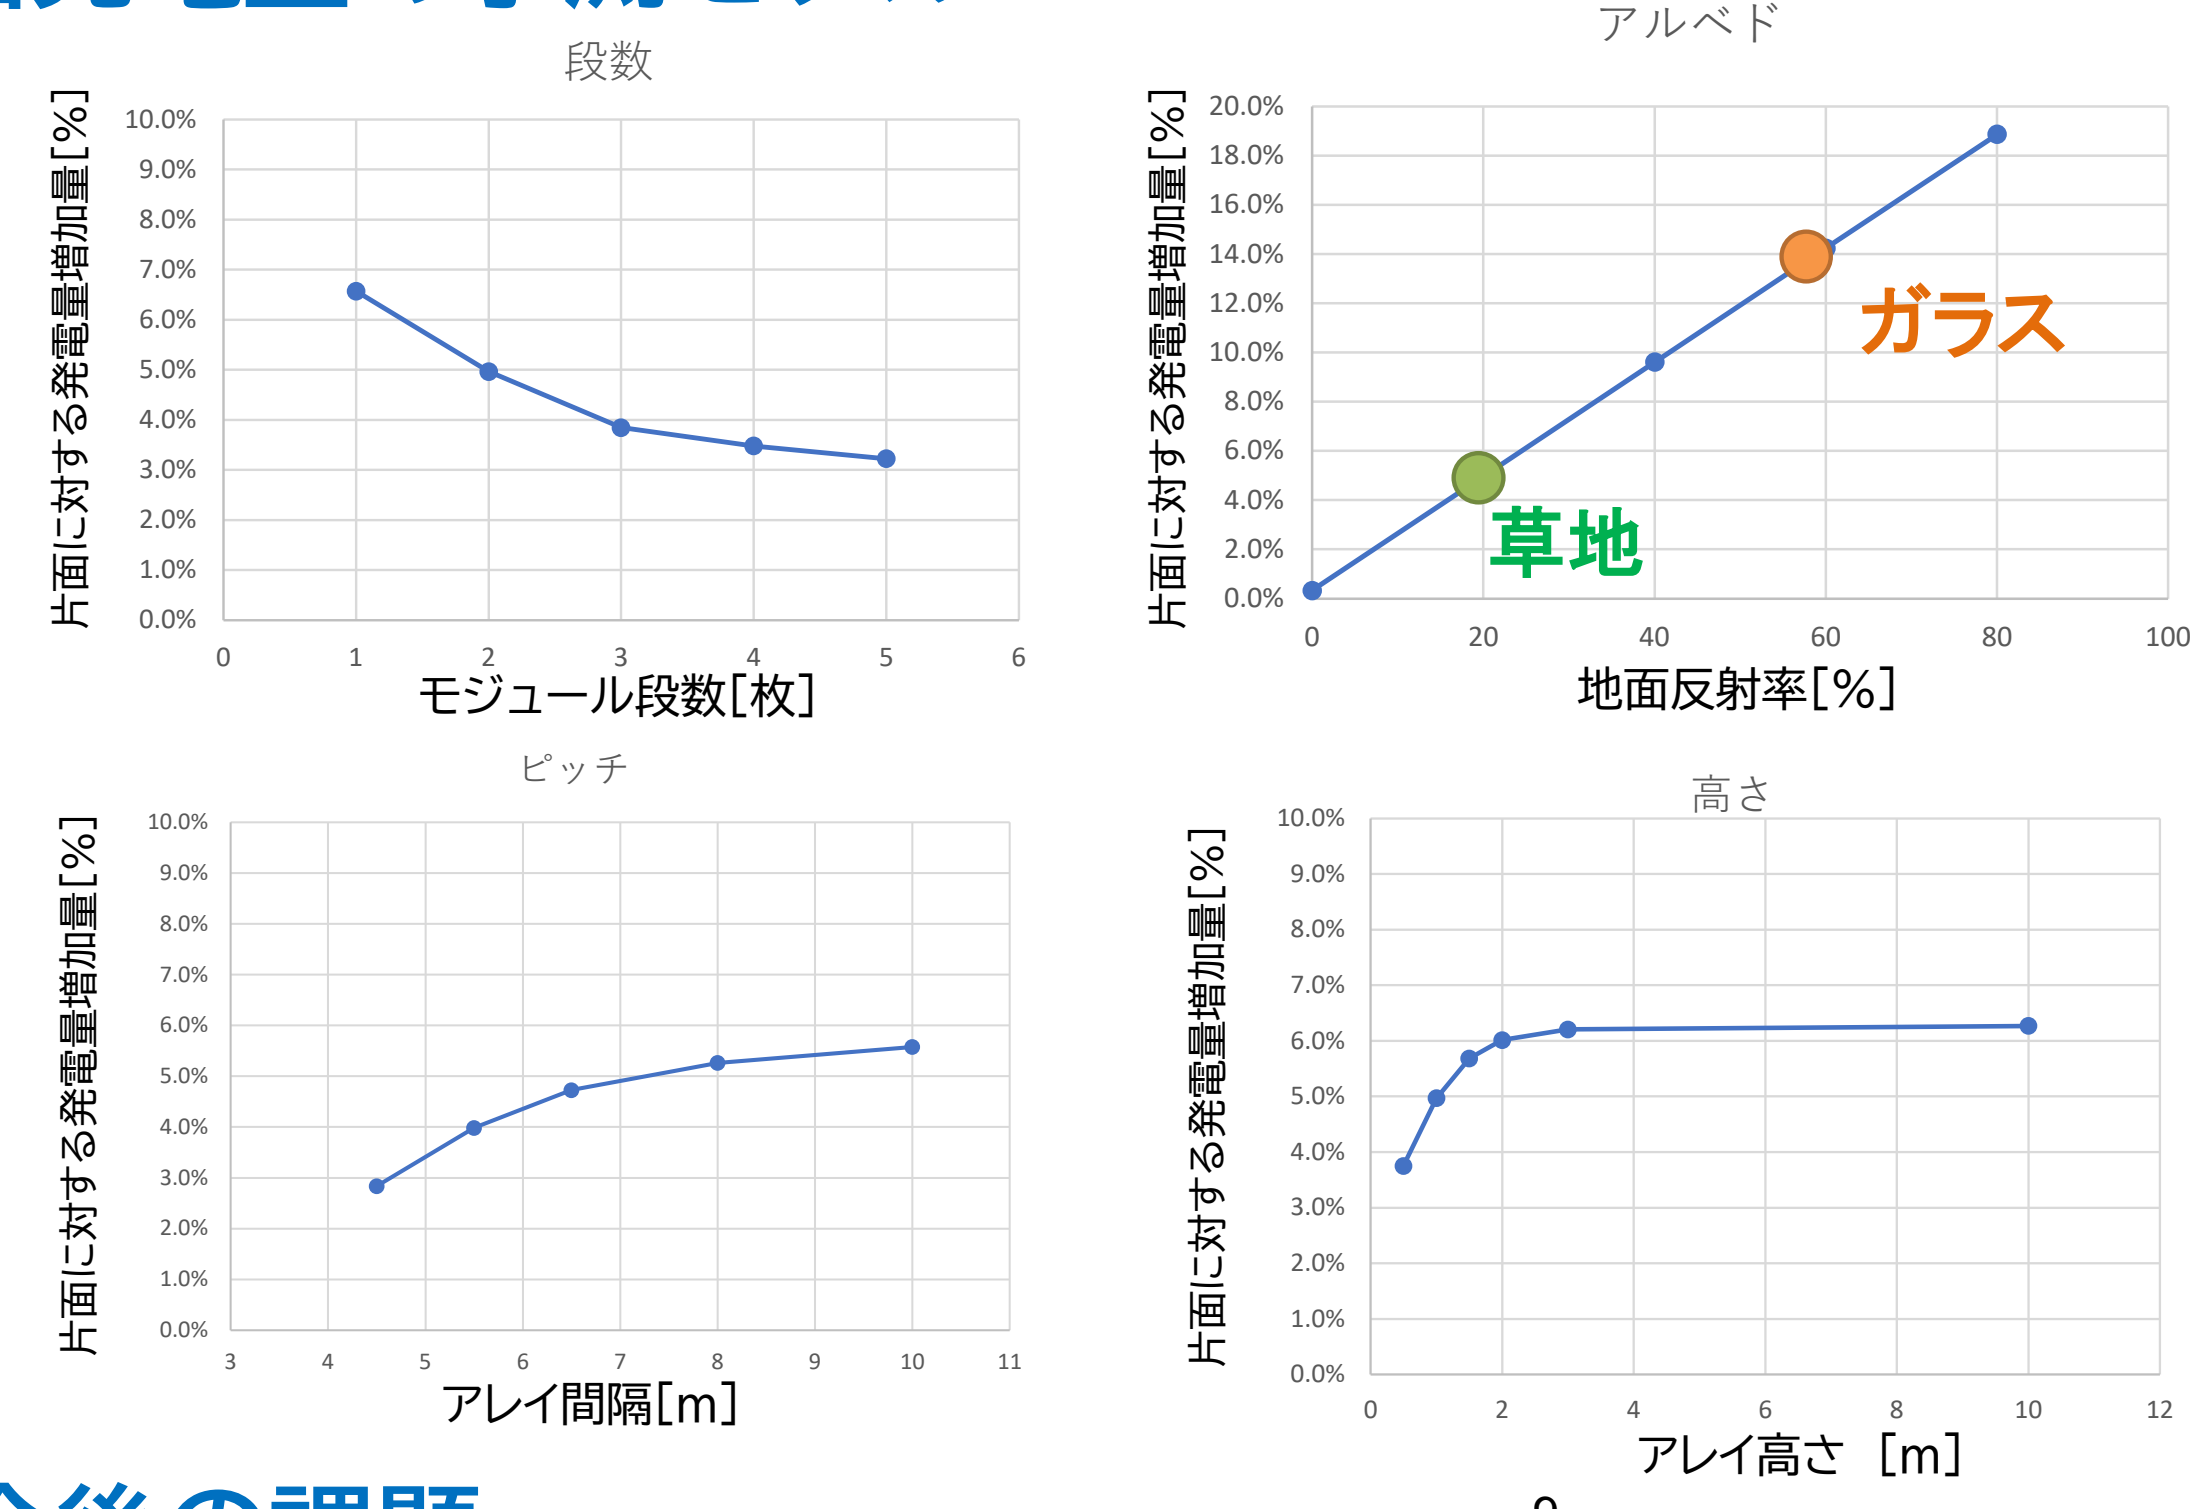 段数
片面に対する発電量増加量[%]
10.0%
9.0%
8.0%
7.0%
6.0%
5.0%
4.0%
3.0%
2.0%
1.0%
0.0%
0 1 2 3 4 5 6
モジュール段数[枚]
アルベド
片面に対する発電量増加量[%]
20.0%
18.0%
16.0%
14.0%
12.0%
10.0%
8.0%
6.0%
4.0%
2.0%
0.0%
ガラス
草地
0 20 40 60 80 100
地面反射率[%]
ピッチ
片面に対する発電量増加量[%]
10.0%
9.0%
8.0%
7.0%
6.0%
5.0%
4.0%
3.0%
2.0%
1.0%
0.0%
3 4 5 6 7 8 9 10 11
アレイ間隔[m]
高さ
片面に対する発電量増加量[%]
10.0%
9.0%
8.0%
7.0%
6.0%
5.0%
4.0%
3.0%
2.0%
1.0%
0.0%
0 2 4 6 8 10 12
アレイ高さ [m]
今後の課題